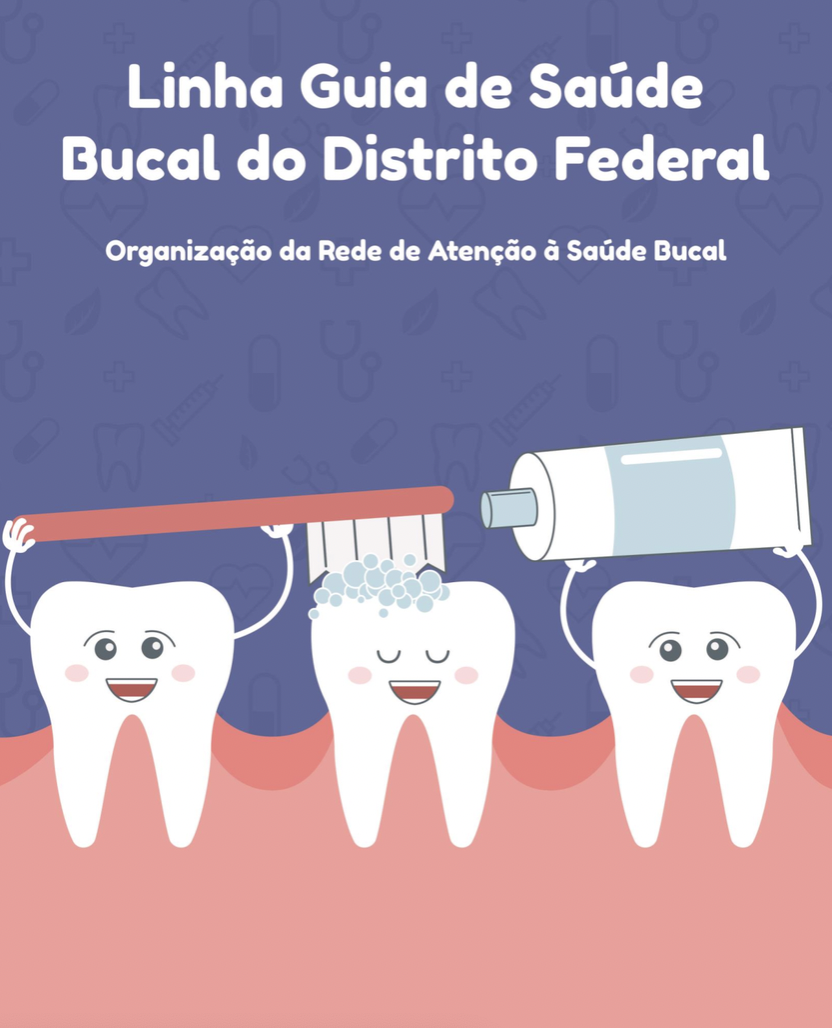 Linha Guia de Saúde
Bucal do Distrito Federal
Organização da Rede de Atenção à Saúde Bucal